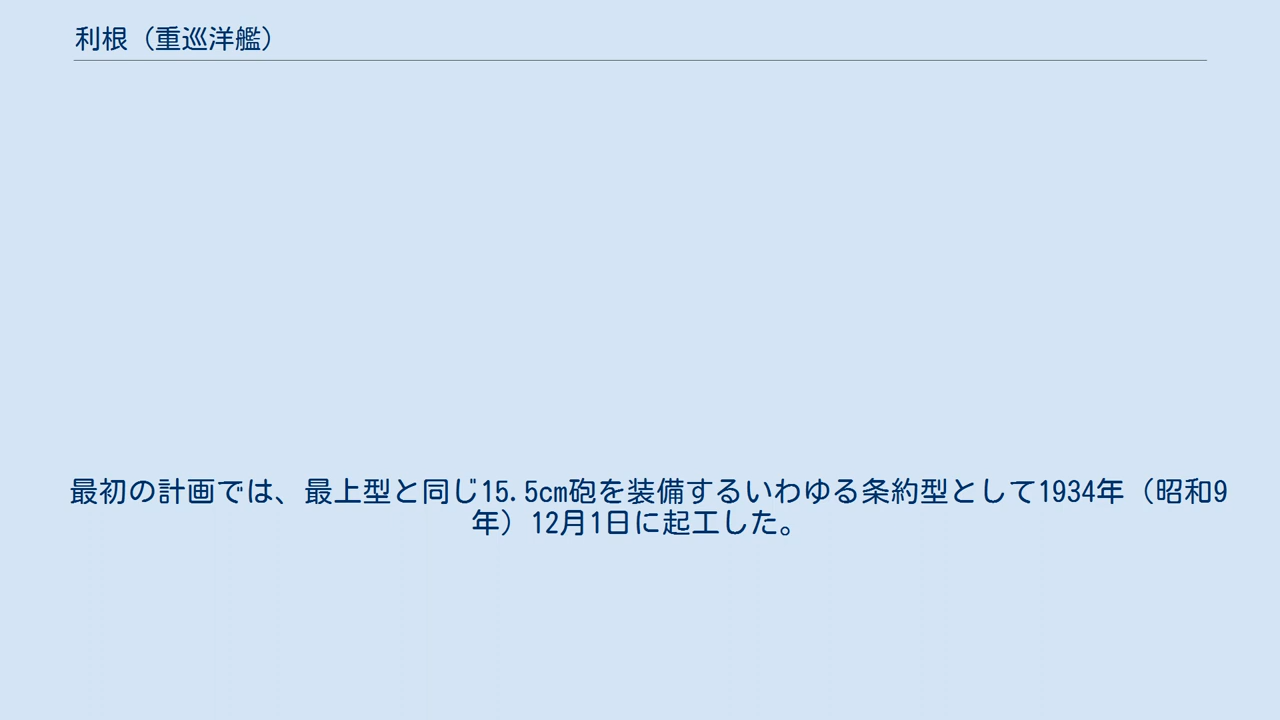 利根（重巡洋艦）
最初の計画では、最上型と同じ15.5cm砲を装備するいわゆる条約型として1934年（昭和9
年）12月1日に起工した。